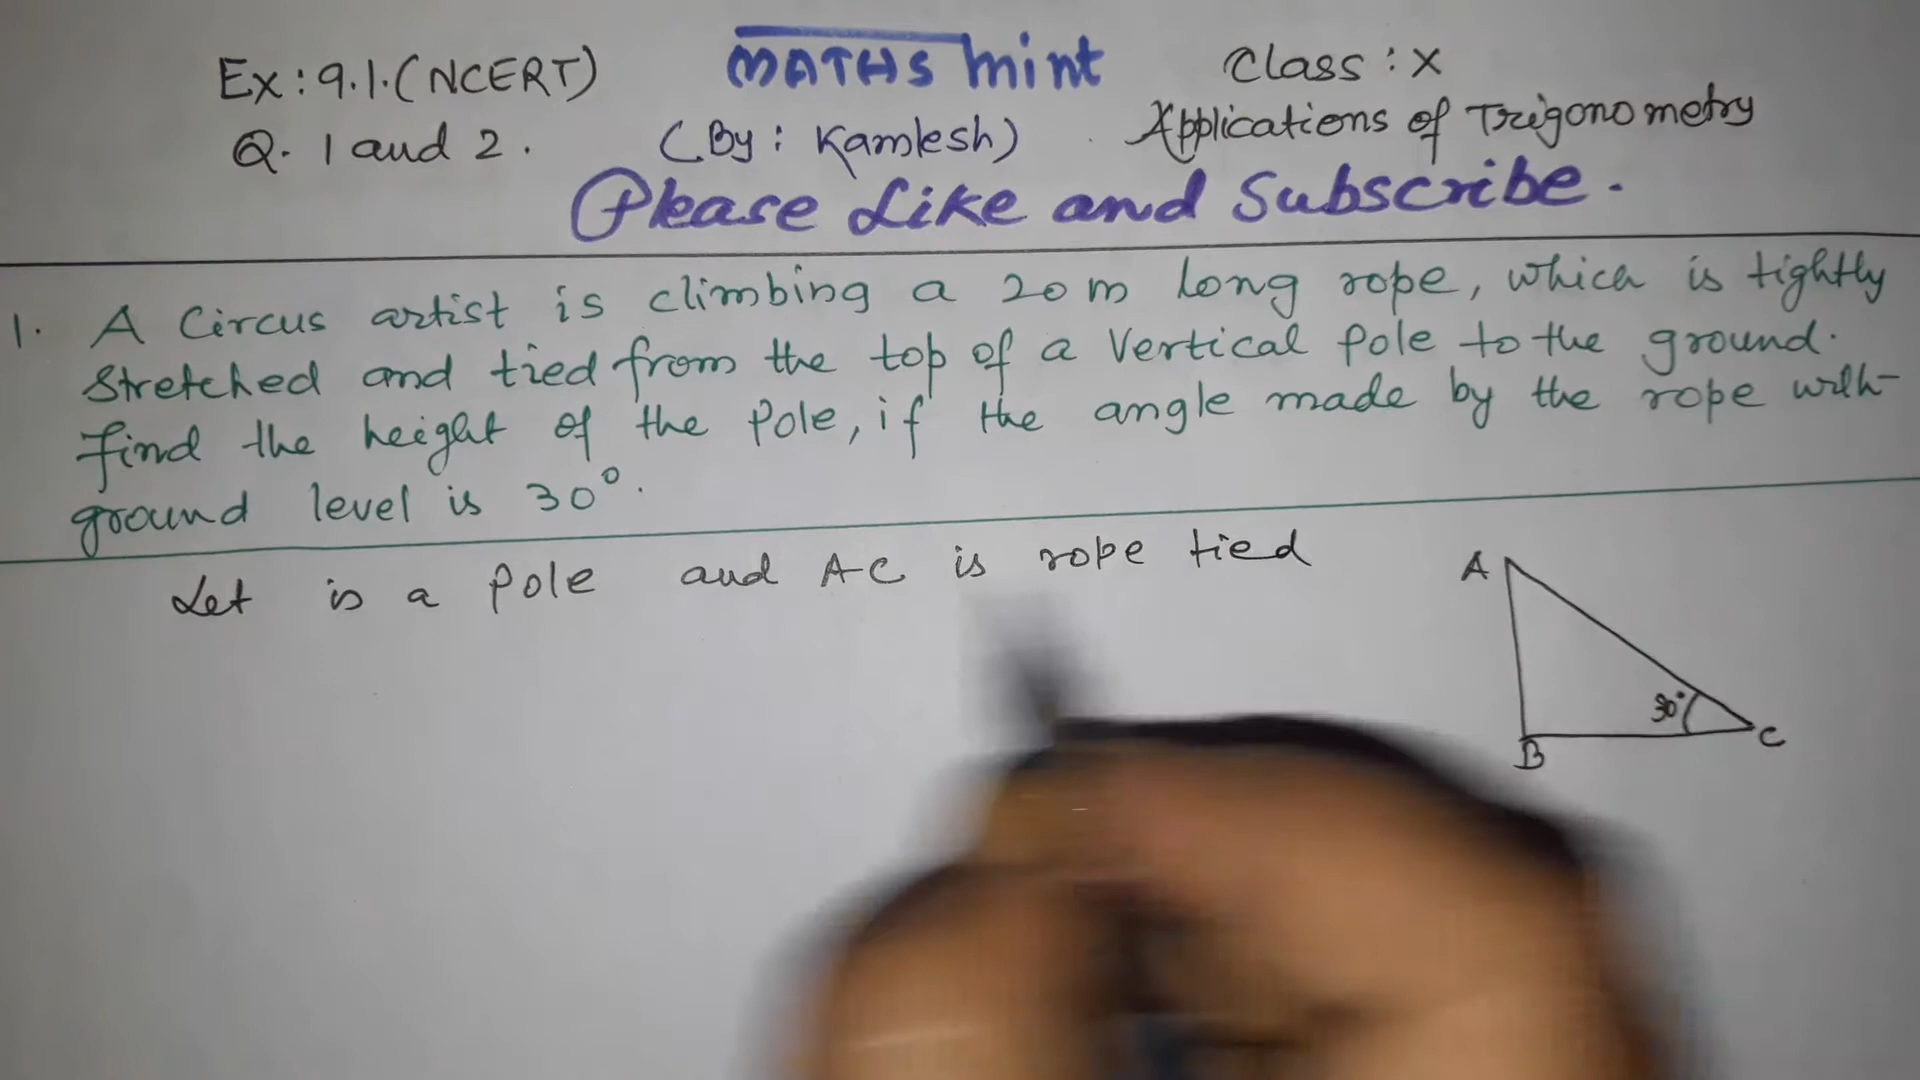 Ex: 9.1. (NCERT) MATHS mint Class : X
Q. 1 and 2. (By : Kamlesh) Applications of Trigonometry
Please Like and Subscribe.
1. A Circus artist is climbing a 20 m long rope, which is tightly
stretched and tied from the top of a Vertical Pole to the ground.
find the height of the Pole, if the angle made by the rope with
ground level is 30°.
Let is a Pole and AC is rope tied
A
30°
B
C